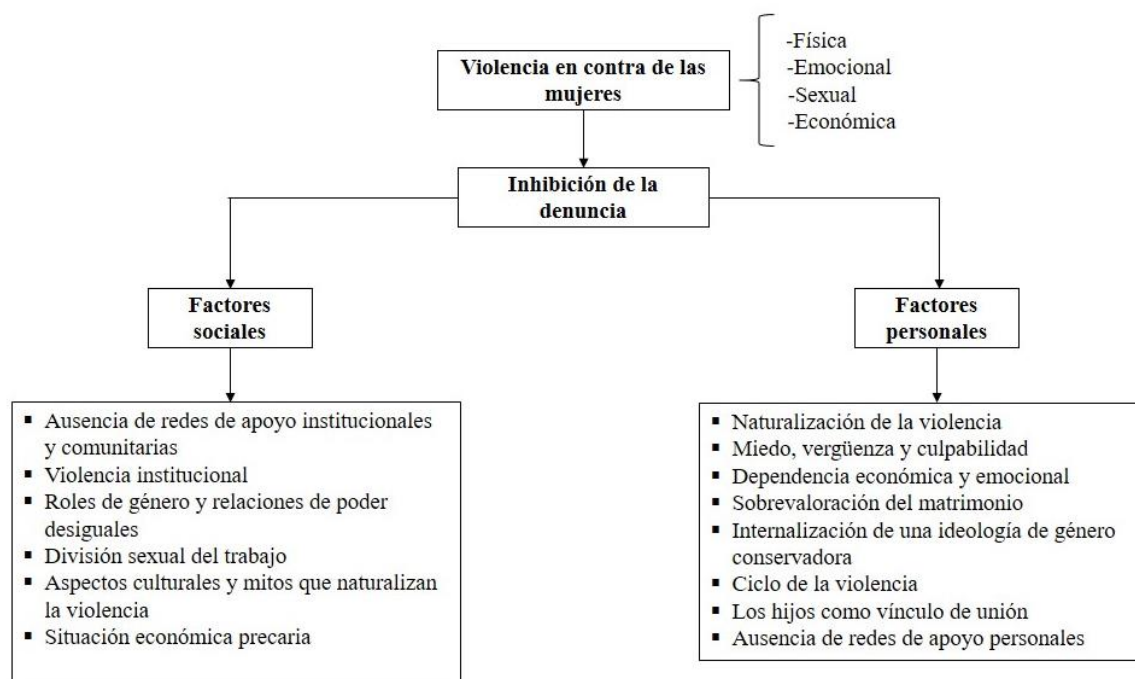 Violencia en contra de las
mujeres
-Física
-Emocional
-Sexual
-Económica
Inhibición de la
denuncia
Factores
sociales
▪ Ausencia de redes de apoyo institucionales
y comunitarias
▪ Violencia institucional
▪ Roles de género y relaciones de poder
desiguales
▪ División sexual del trabajo
▪ Aspectos culturales y mitos que naturalizan
la violencia
▪ Situación económica precaria
Factores
personales
▪ Naturalización de la violencia
▪ Miedo, vergüenza y culpabilidad
▪ Dependencia económica y emocional
▪ Sobrevaloración del matrimonio
▪ Internalización de una ideología de género
conservadora
▪ Ciclo de la violencia
▪ Los hijos como vínculo de unión
▪ Ausencia de redes de apoyo personales